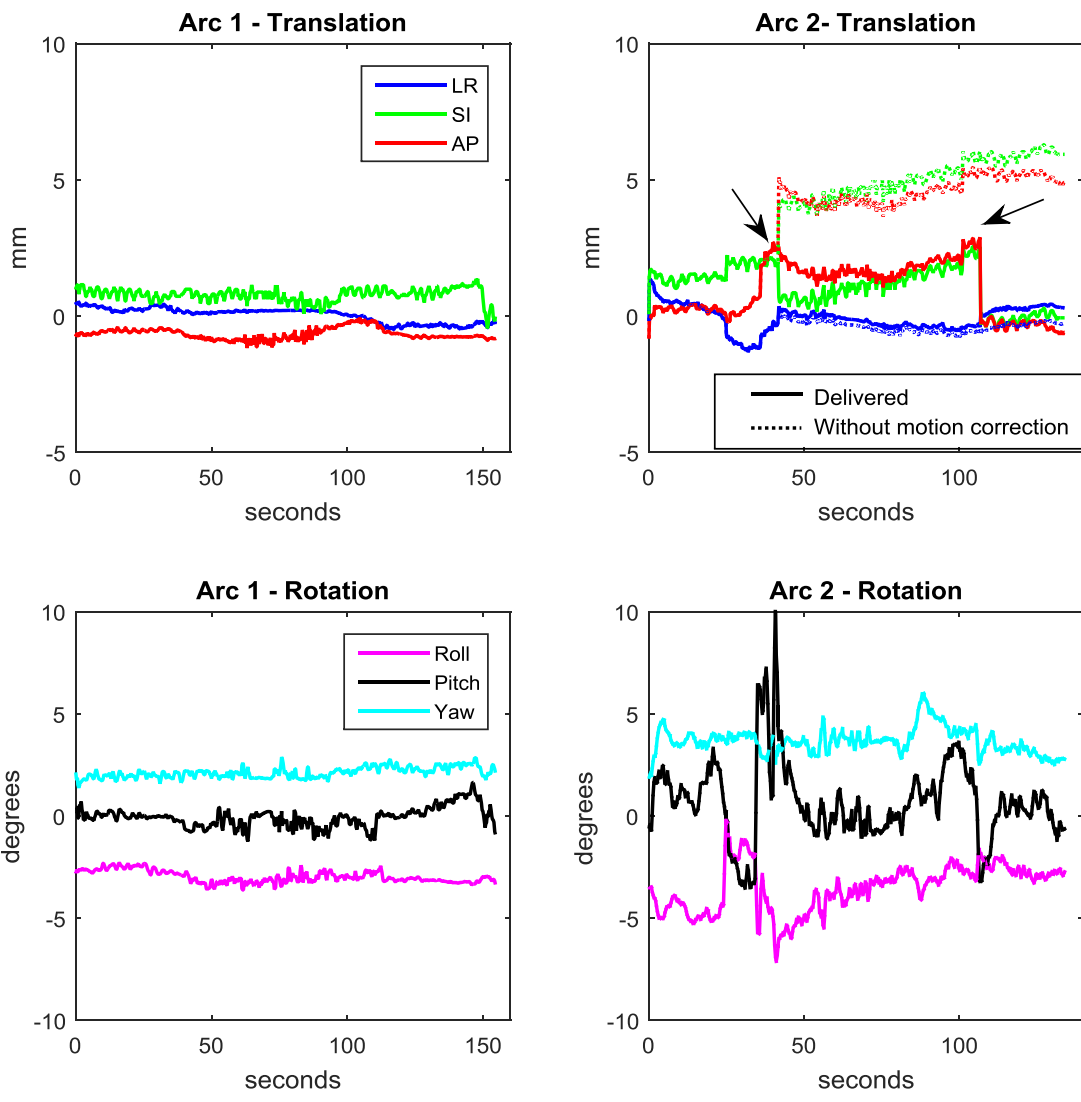 Arc 1 - Translation
10
5
0
-5
mm
LR
SI
AP
0
50
100
150
seconds
Arc 2- Translation
10
5
0
-5
mm
Delivered
Without motion correction
0
50
100
seconds
Arc 1 - Rotation
10
5
0
-5
-10
degrees
Roll
Pitch
Yaw
0
50
100
150
seconds
Arc 2 - Rotation
10
5
0
-5
-10
degrees
0
50
100
seconds